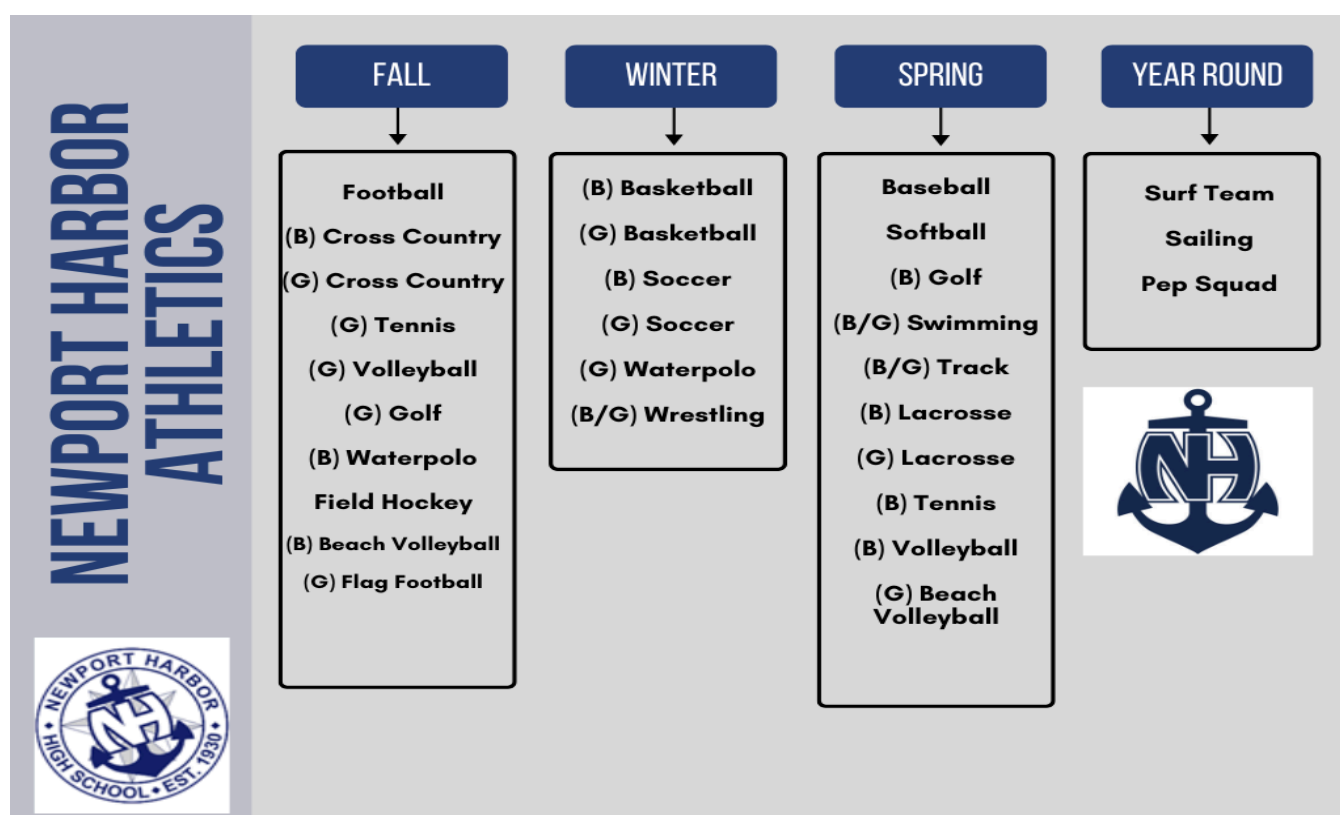 NEWPORT HARBOR
ATHLETICS
FALL
Football
(B) Cross Country
(G) Cross Country
(G) Tennis
(G) Volleyball
(G) Golf
(B) Waterpolo
Field Hockey
(B) Beach Volleyball
(G) Flag Football
WINTER
(B) Basketball
(G) Basketball
(B) Soccer
(G) Soccer
(G) Waterpolo
(B/G) Wrestling
SPRING
Baseball
Softball
(B) Golf
(B/G) Swimming
(B/G) Track
(B) Lacrosse
(G) Lacrosse
(B) Tennis
(B) Volleyball
(G) Beach
Volleyball
YEAR ROUND
Surf Team
Sailing
Pep Squad
NH
NEWPORT HARBOR
NH
HIGH SCHOOL • EST. 1930